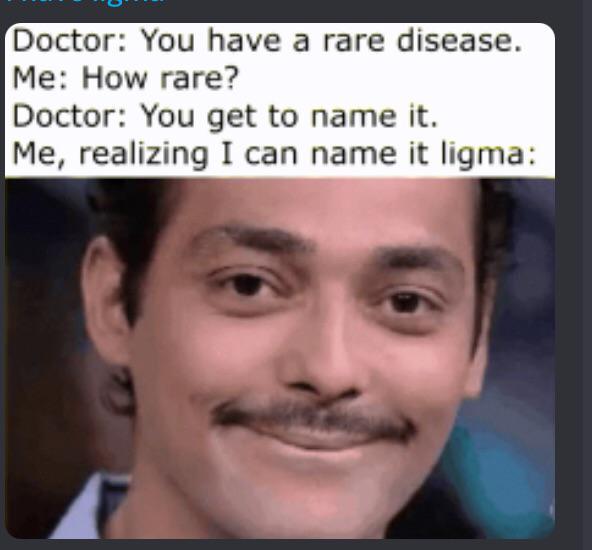 Doctor: You have a rare disease.
Me: How rare?
Doctor: You get to name it.
Me, realizing I can name it ligma: